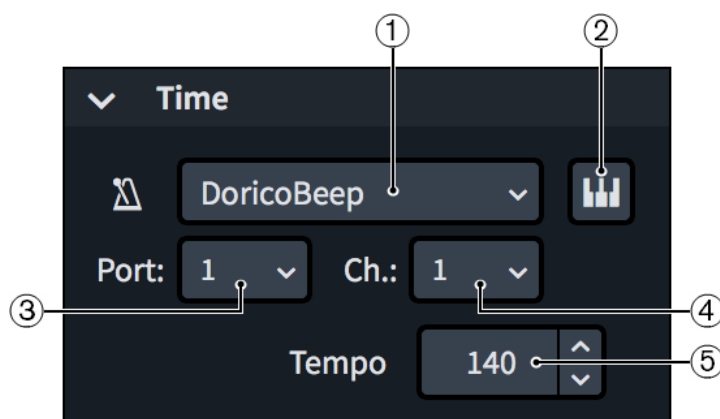 ① ②
Time
DoricoBeep
Port: 1 Ch.: 1
③ ④
Tempo 140 ⑤